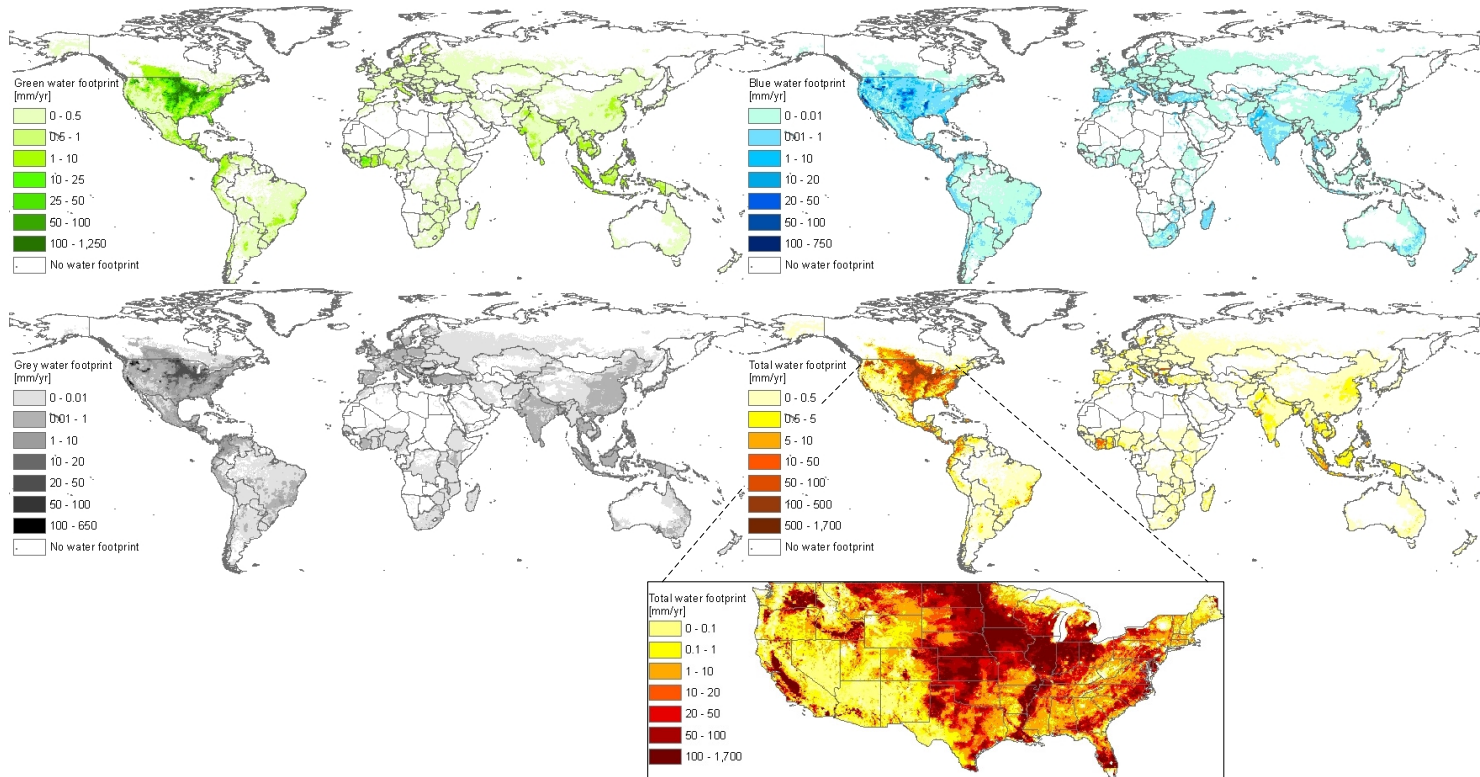 Green water footprint
[mm/yr]
0 - 0.5
0.5 - 1
1 - 10
10 - 25
25 - 50
50 - 100
100 - 1,250
No water footprint
Blue water footprint
[mm/yr]
0 - 0.01
0.01 - 1
1 - 10
10 - 20
20 - 50
50 - 100
100 - 750
No water footprint
Grey water footprint
[mm/yr]
0 - 0.01
0.01 - 1
1 - 10
10 - 20
20 - 50
50 - 100
100 - 650
No water footprint
Total water footprint
[mm/yr]
0 - 0.5
0.5 - 5
5 - 10
10 - 50
50 - 100
100 - 500
500 - 1,700
No water footprint
Total water footprint
[mm/yr]
0 - 0.1
0.1 - 1
1 - 10
10 - 20
20 - 50
50 - 100
100 - 1,700